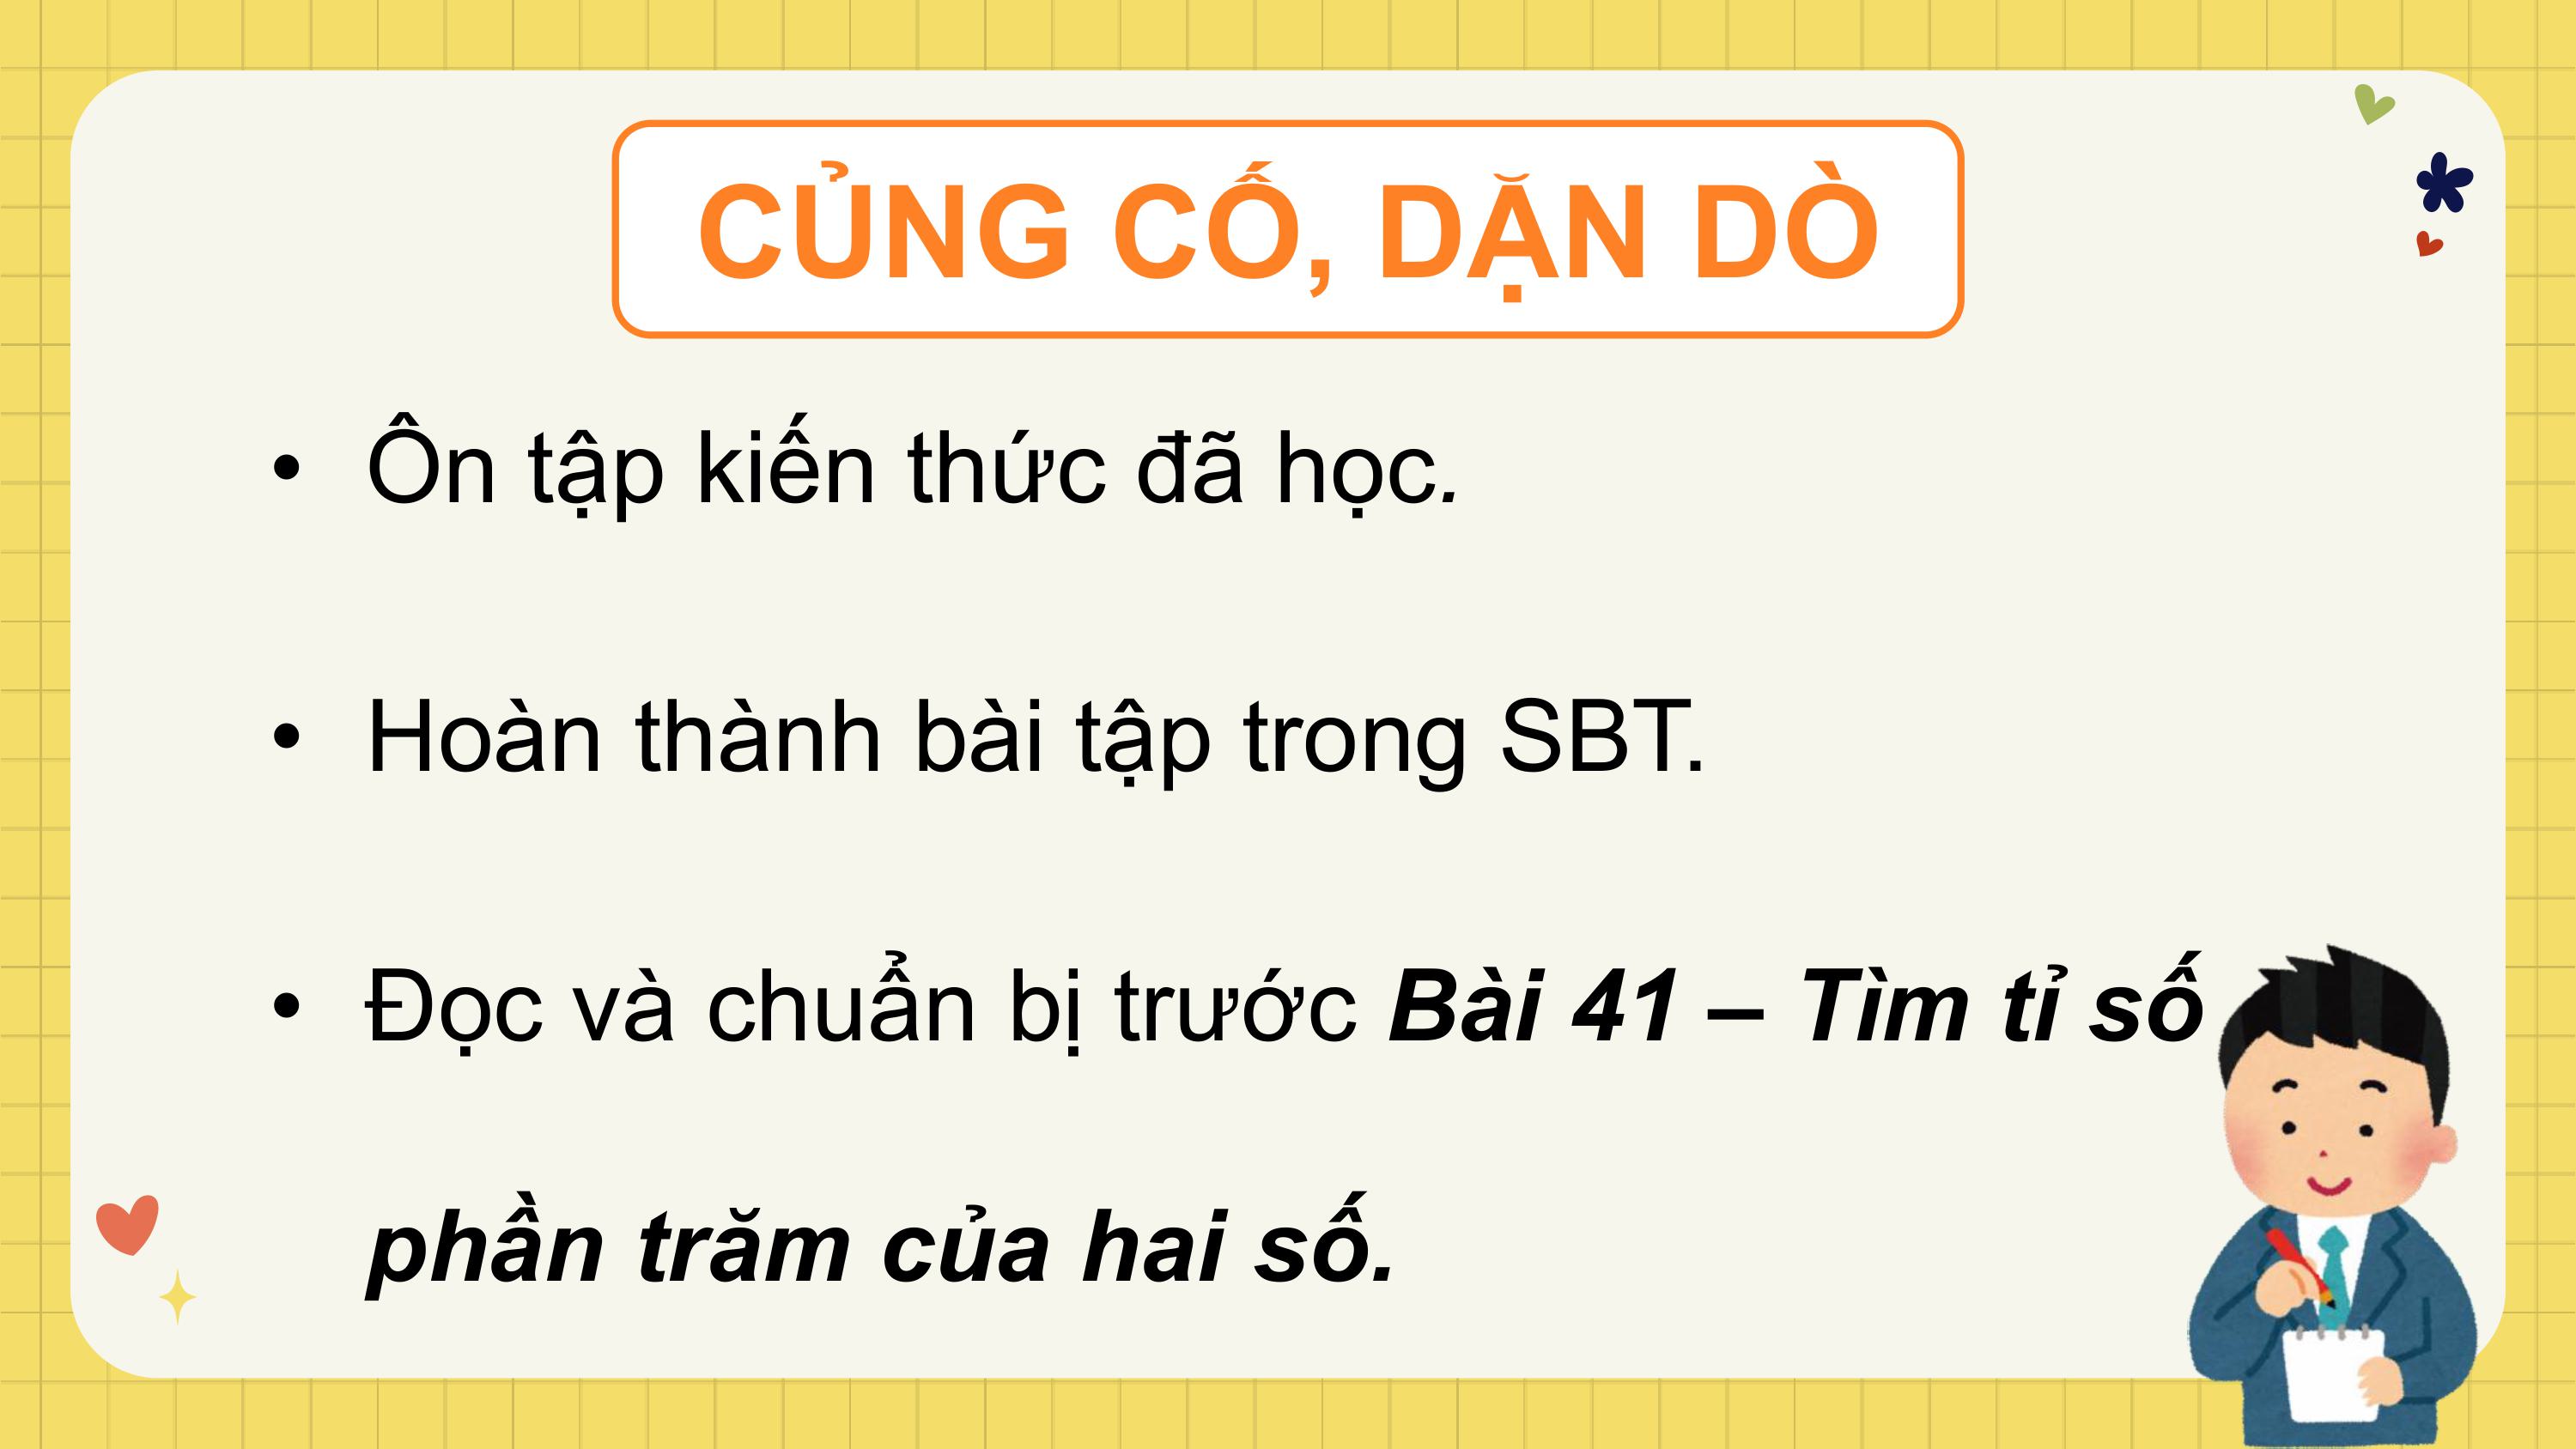 CỦNG CỐ, DẶN DÒ
• Ôn tập kiến thức đã học.
• Hoàn thành bài tập trong SBT.
• Đọc và chuẩn bị trước Bài 41 – Tìm tỉ số
phần trăm của hai số.